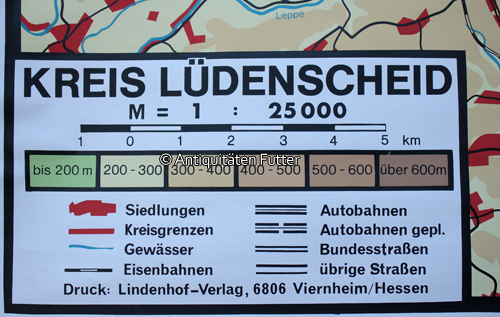 Leppe
KREIS LÜDENSCHEID
M = 1 : 25000
1 0 1 2 3 4 5 km
© Antiquitäten Futter
bis 200 m 200 - 300 300 - 400 400 - 500 500 - 600 über 600m
Siedlungen Autobahnen
Kreisgrenzen Autobahnen gepl.
Gewässer Bundesstraßen
Eisenbahnen übrige Straßen
Druck: Lindenhof-Verlag, 6806 Viernheim/Hessen